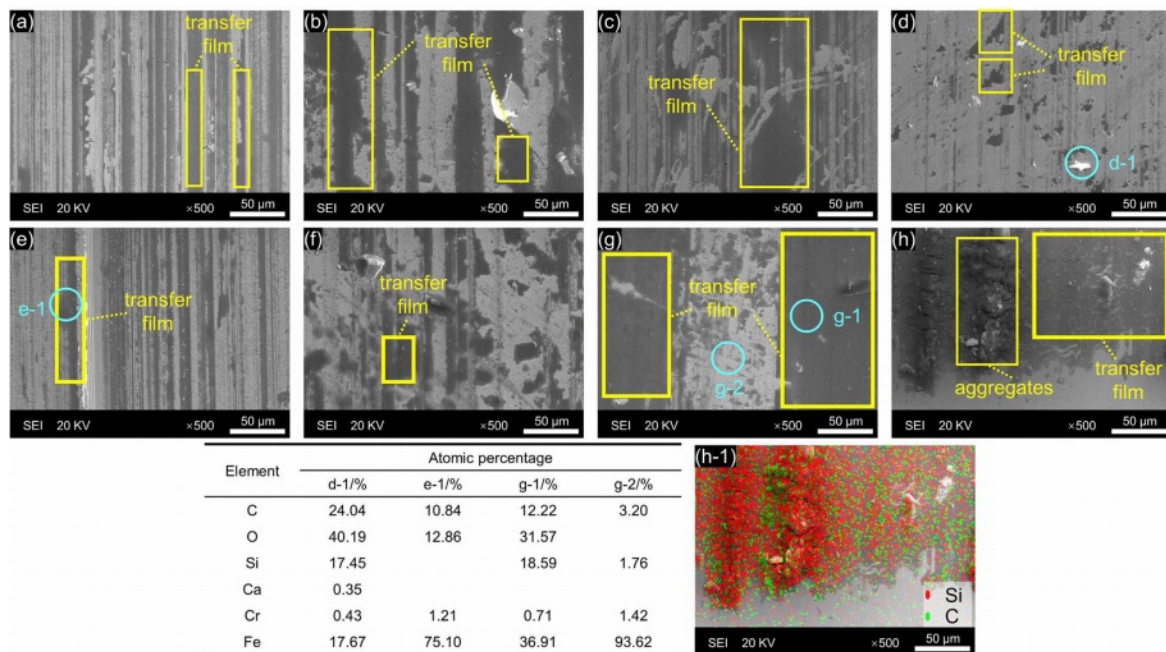 (a)
transfer
film
SEI 20 KV ×500 50 μm
(b)
transfer
film
SEI 20 KV ×500 50 μm
(c)
transfer
film
SEI 20 KV ×500 50 μm
(d)
transfer
film
d-1
SEI 20 KV ×500 50 μm
(e)
e-1
transfer
film
SEI 20 KV ×500 50 μm
(f)
transfer
film
SEI 20 KV ×500 50 μm
(g)
transfer
film
g-1
g-2
SEI 20 KV ×500 50 μm
(h)
aggregates
transfer
film
SEI 20 KV ×500 50 μm
Element Atomic percentage
d-1/% e-1/% g-1/% g-2/%
C 24.04 10.84 12.22 3.20
O 40.19 12.86 31.57
Si 17.45 18.59 1.76
Ca 0.35
Cr 0.43 1.21 0.71 1.42
Fe 17.67 75.10 36.91 93.62
(h-1)
Si
C
SEI 20 KV ×500 50 μm